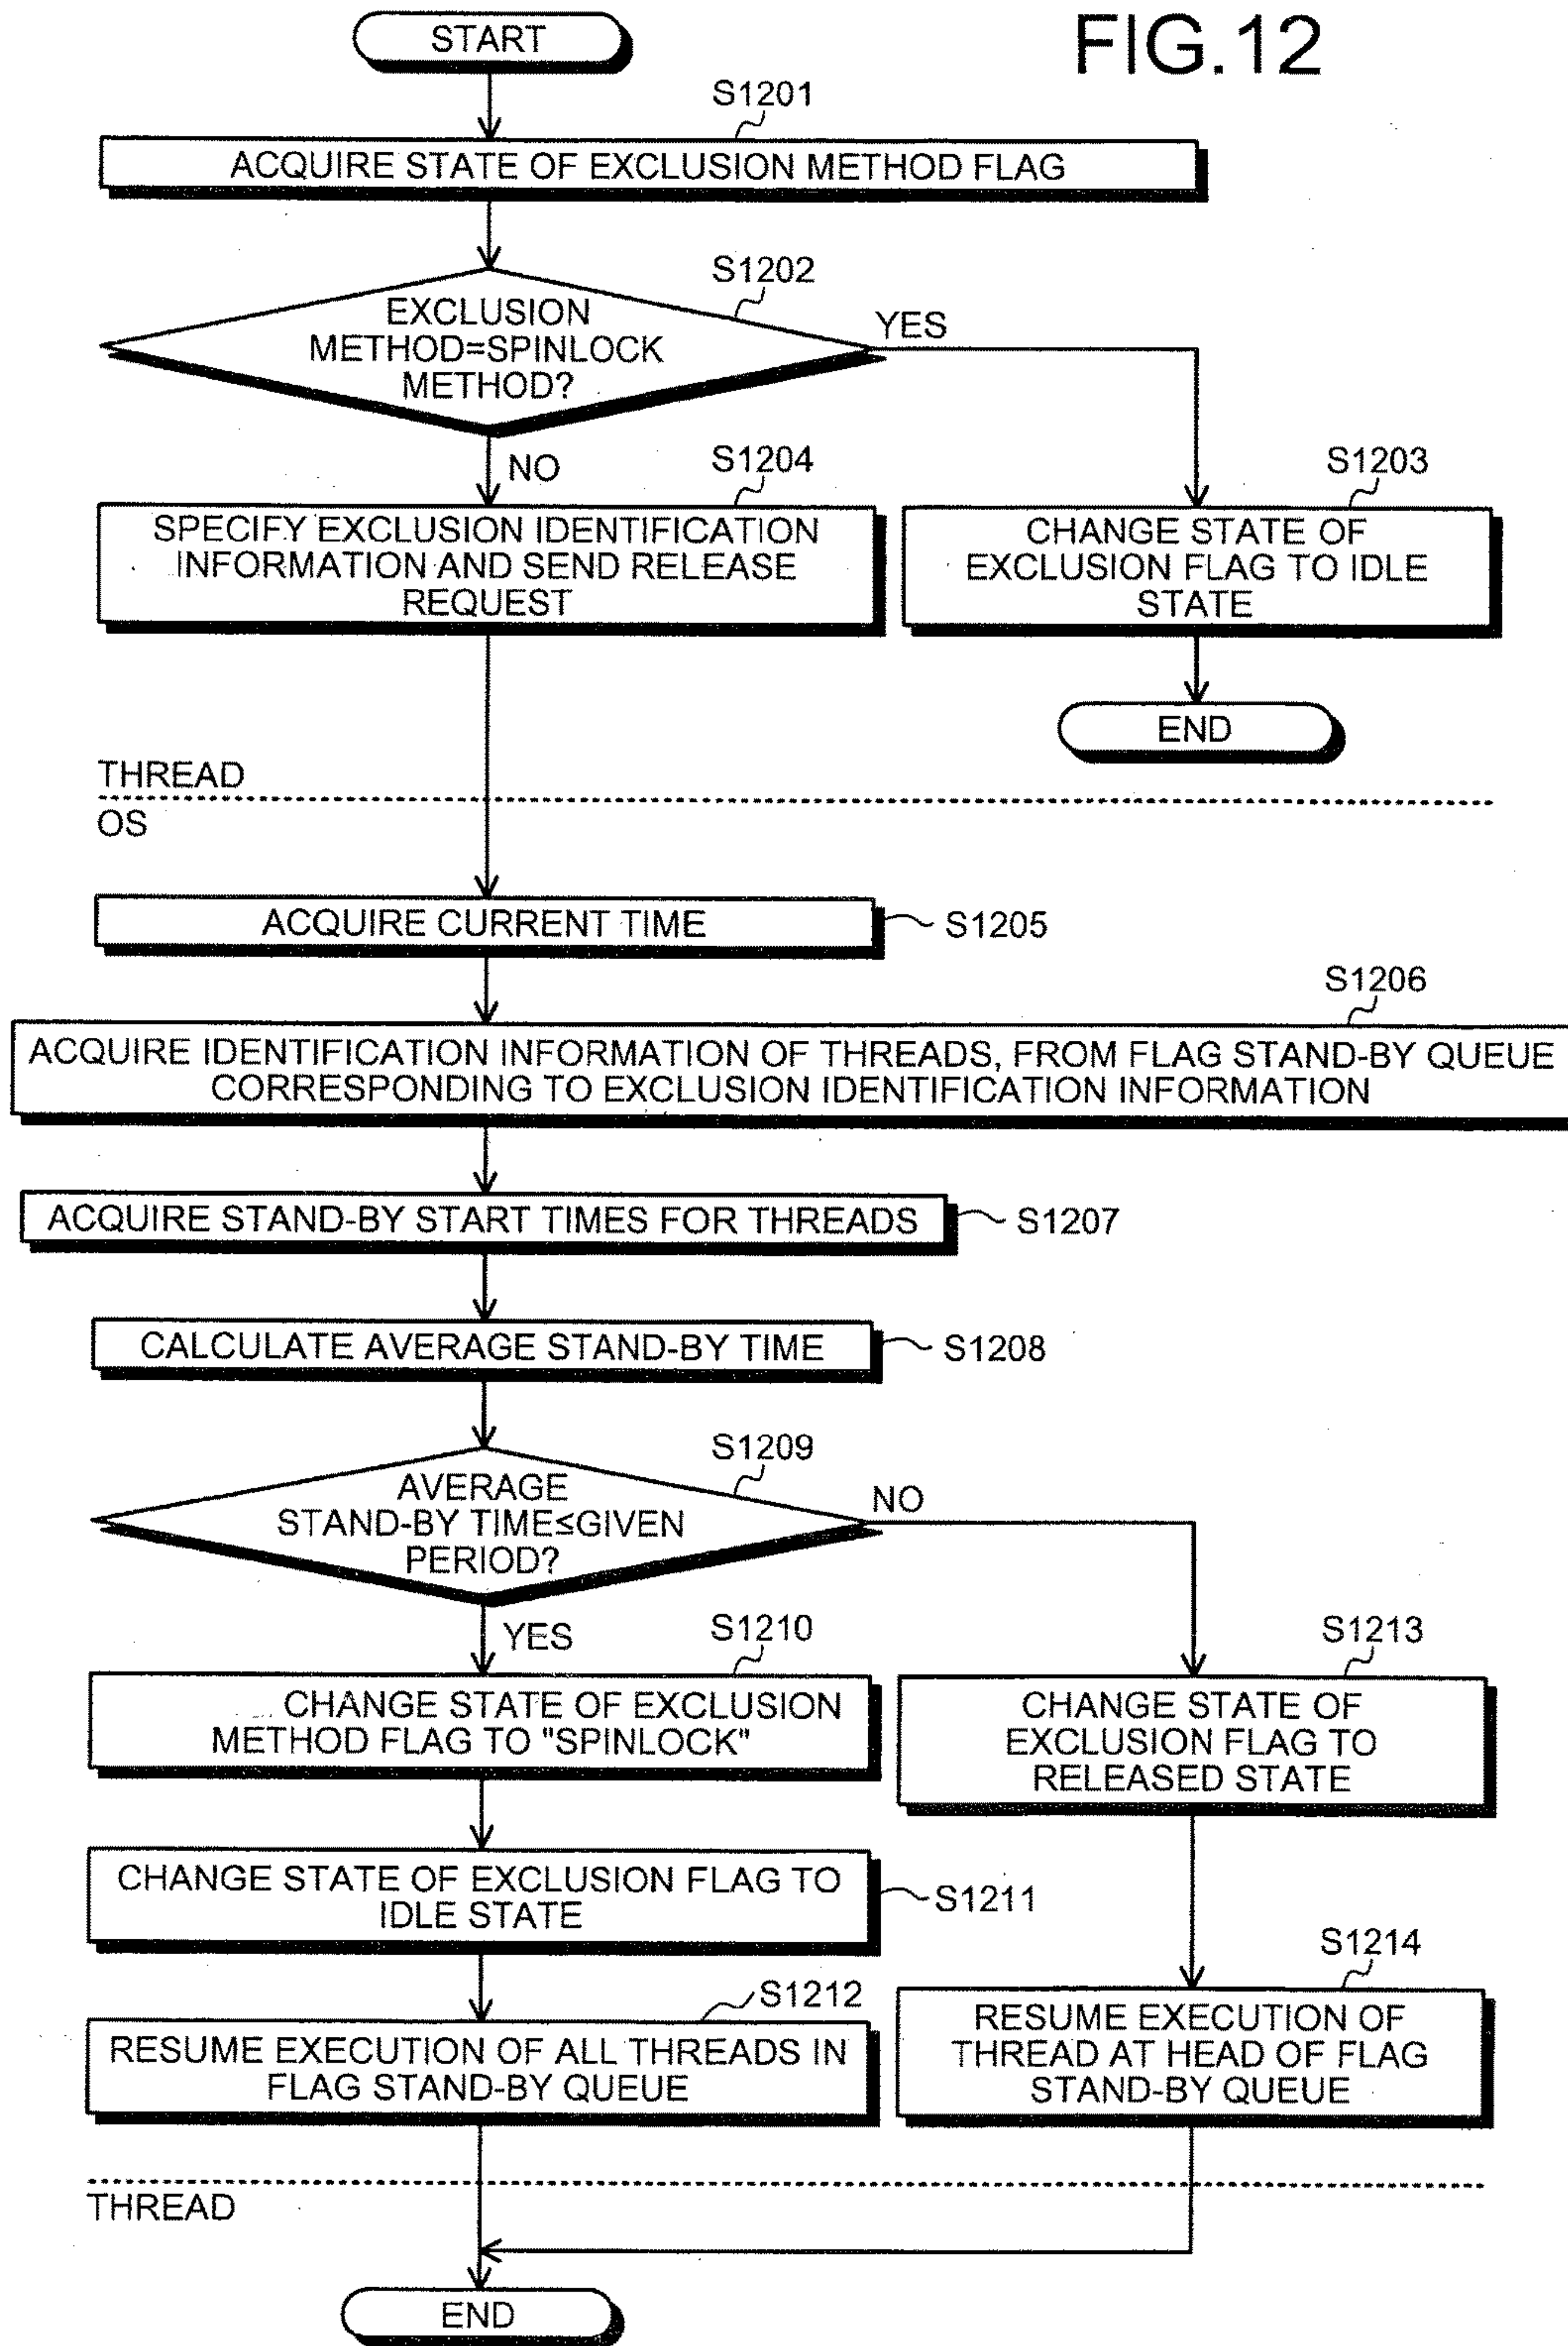 FIG.12
START
S1201
ACQUIRE STATE OF EXCLUSION METHOD FLAG
S1202
EXCLUSION
METHOD=SPINLOCK
METHOD?
YES
NO
S1204
SPECIFY EXCLUSION IDENTIFICATION
INFORMATION AND SEND RELEASE
REQUEST
S1203
CHANGE STATE OF
EXCLUSION FLAG TO IDLE
STATE
END
THREAD
OS
ACQUIRE CURRENT TIME
S1205
S1206
ACQUIRE IDENTIFICATION INFORMATION OF THREADS, FROM FLAG STAND-BY QUEUE
CORRESPONDING TO EXCLUSION IDENTIFICATION INFORMATION
ACQUIRE STAND-BY START TIMES FOR THREADS
S1207
CALCULATE AVERAGE STAND-BY TIME
S1208
S1209
AVERAGE
STAND-BY TIME≤GIVEN
PERIOD?
NO
YES
S1210
CHANGE STATE OF EXCLUSION
METHOD FLAG TO "SPINLOCK"
S1213
CHANGE STATE OF
EXCLUSION FLAG TO
RELEASED STATE
CHANGE STATE OF EXCLUSION FLAG TO
IDLE STATE
S1211
S1212
RESUME EXECUTION OF ALL THREADS IN
FLAG STAND-BY QUEUE
S1214
RESUME EXECUTION OF
THREAD AT HEAD OF FLAG
STAND-BY QUEUE
THREAD
END